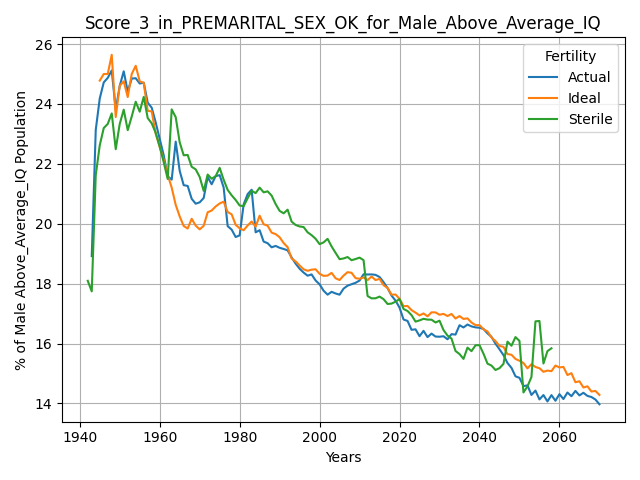 Score_3_in_PREMARITAL_SEX_OK_for_Male_Above_Average_IQ
% of Male Above_Average_IQ Population
26
24
22
20
18
16
14
Fertility
Actual
Ideal
Sterile
1940 1960 1980 2000 2020 2040 2060
Years